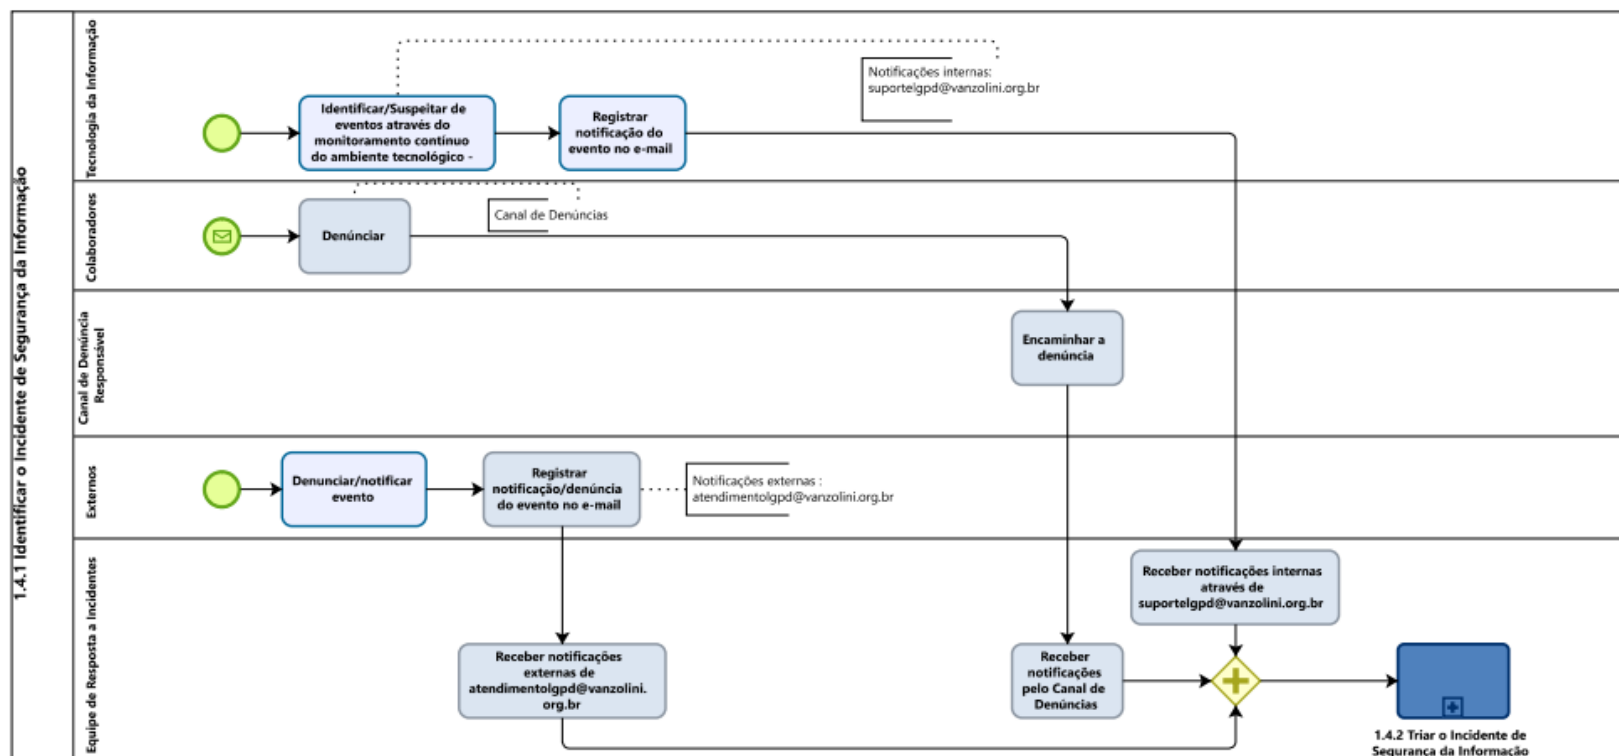 1.4.1 Identificar o Incidente de Segurança da Informação
Tecnologia da Informação
Identificar/Suspeitar de
eventos através do
monitoramento contínuo
do ambiente tecnológico -
Registrar
notificação do
evento no e-mail
Notificações internas:
suportelgpd@vanzolini.org.br
Colaboradores
Denúnciar
Canal de Denúncias
Canal de Denúncia
Responsável
Encaminhar a
denúncia
Externos
Denunciar/notificar
evento
Registrar
notificação/denúncia
do evento no e-mail
Notificações externas :
atendimentolgpd@vanzolini.org.br
Equipe de Resposta a Incidentes
Receber notificações
externas de
atendimentolgpd@vanzolini.
org.br
Receber
notificações
pelo Canal de
Denúncias
Receber notificações internas
através de
suportelgpd@vanzolini.org.br
1.4.2 Triar o Incidente de
Segurança da Informação